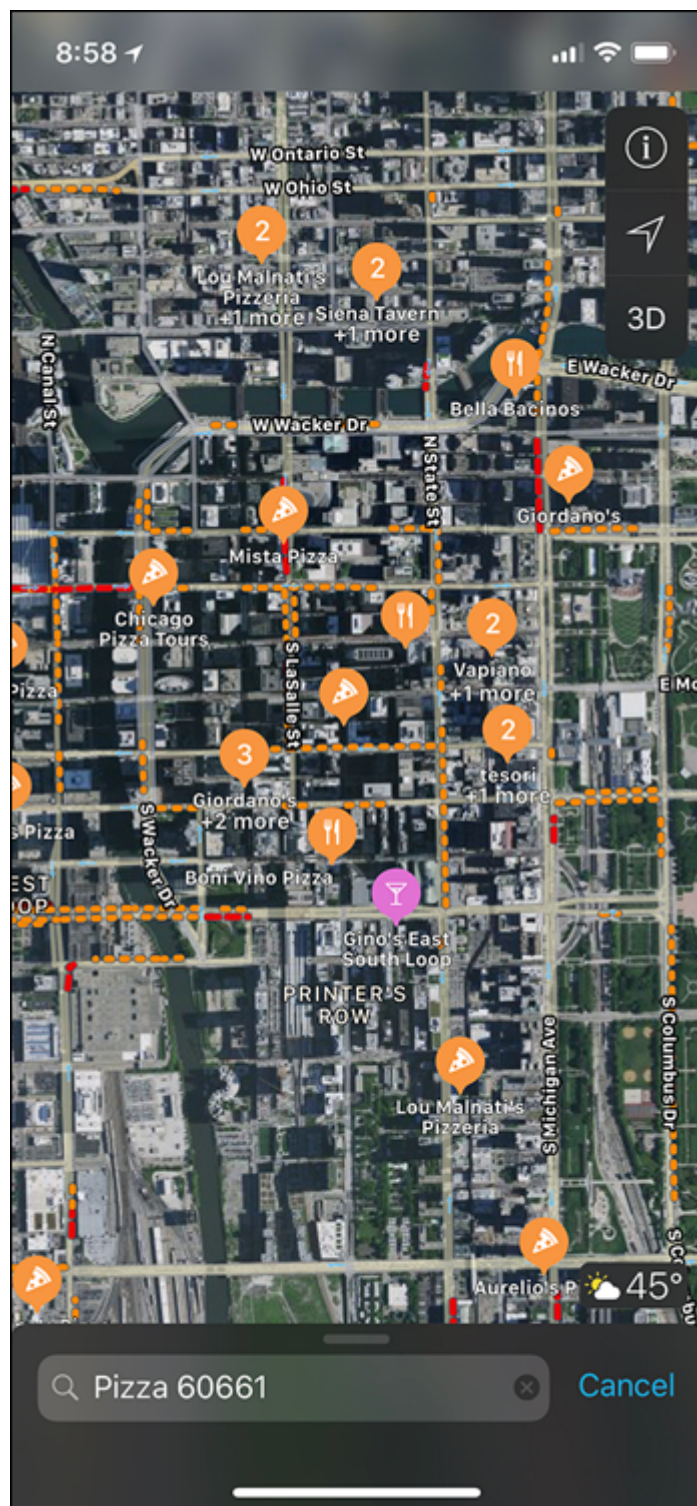 8:58
W Ontario St
W Ohio St
3D
2
Lou Malnati's
Pizzeria
+1 more
2
Siena Tavern
+1 more
N Canal St
E Wacker Dr
Bella Bacinos
W Wacker Dr
N State St
Giordano's
Mista Pizza
Chicago
Pizza Tours
2
Vapiano
+1 more
S LaSalle St
Pizza
E Mo
2
tesori
+1 more
3
Giordano's
+2 more
s Pizza
S Wacker Dr
Boni Vino Pizza
EST
OOP
Gino's East
South Loop
PRINTER'S
ROW
S Columbus Dr
S Michigan Ave
Lou Malnati's
Pizzeria
Aurelio's P
45°
Pizza 60661
Cancel